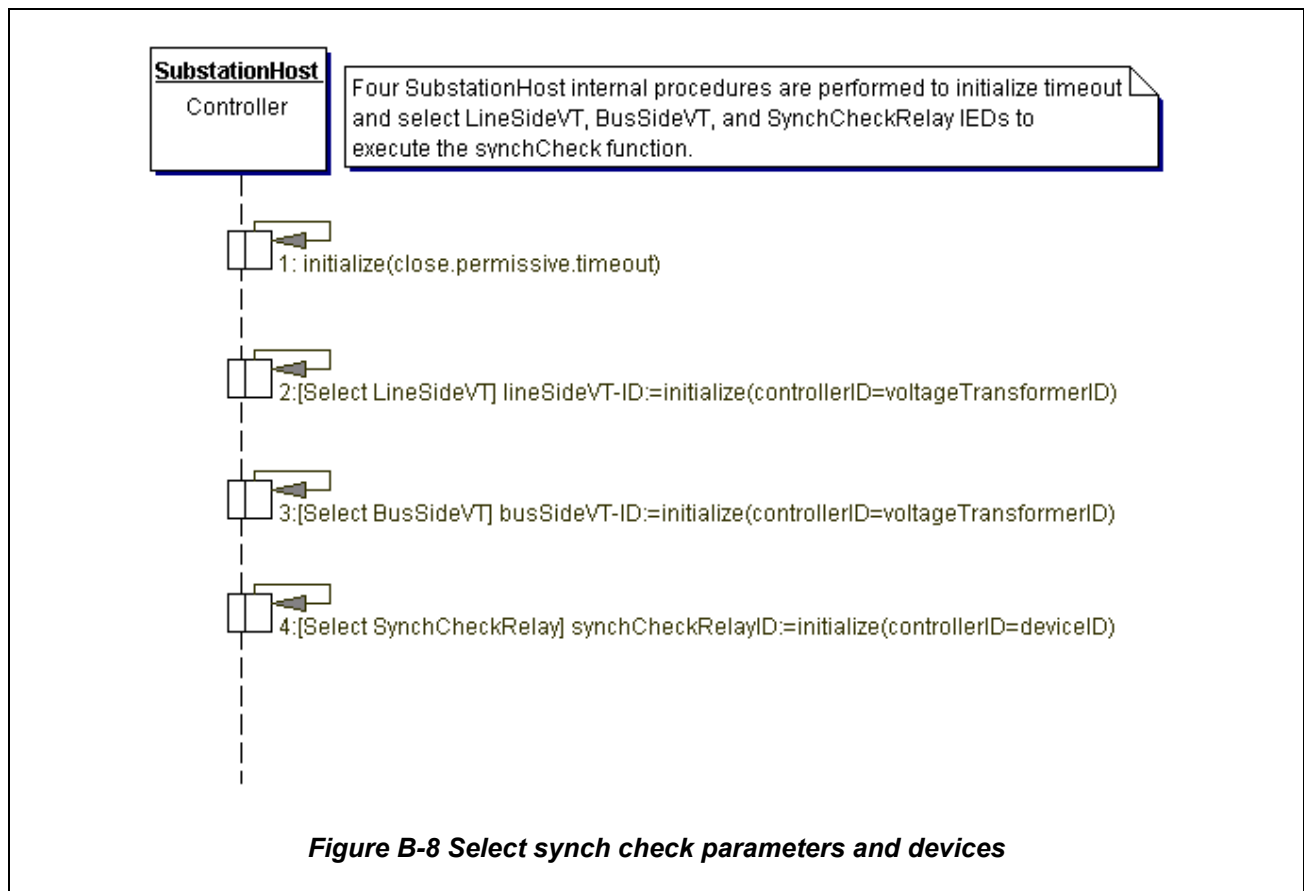 SubstationHost
Controller
Four SubstationHost internal procedures are performed to initialize timeout
and select LineSideVT, BusSideVT, and SynchCheckRelay IEDs to
execute the synchCheck function.
1: initialize(close.permissive.timeout)
2:[Select LineSideVT] lineSideVT-ID:=initialize(controllerID=voltageTransformerID)
3:[Select BusSideVT] busSideVT-ID:=initialize(controllerID=voltageTransformerID)
4:[Select SynchCheckRelay] synchCheckRelayID:=initialize(controllerID=deviceID)
Figure B-8 Select synch check parameters and devices